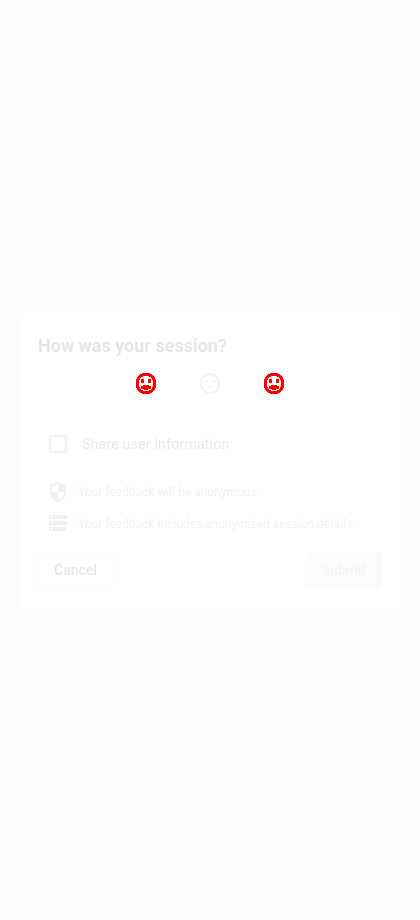 How was your session?
Share user information
Your feedback will be anonymous.
Your feedback includes anonymized session details.
Cancel
Submit